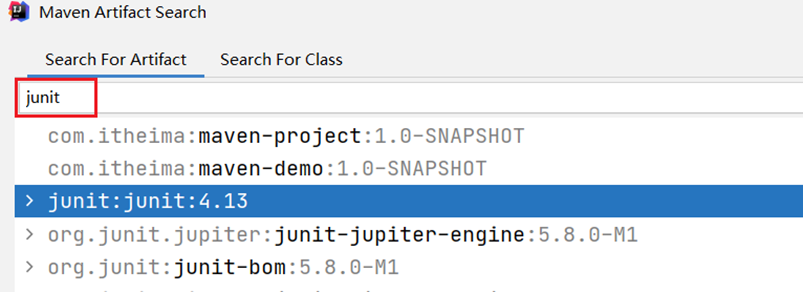 Maven Artifact Search
Search For Artifact Search For Class
junit
com.itheima:maven-project:1.0-SNAPSHOT
com.itheima:maven-demo:1.0-SNAPSHOT
junit:junit:4.13
org.junit.jupiter:junit-jupiter-engine:5.8.0-M1
org.junit:junit-bom:5.8.0-M1